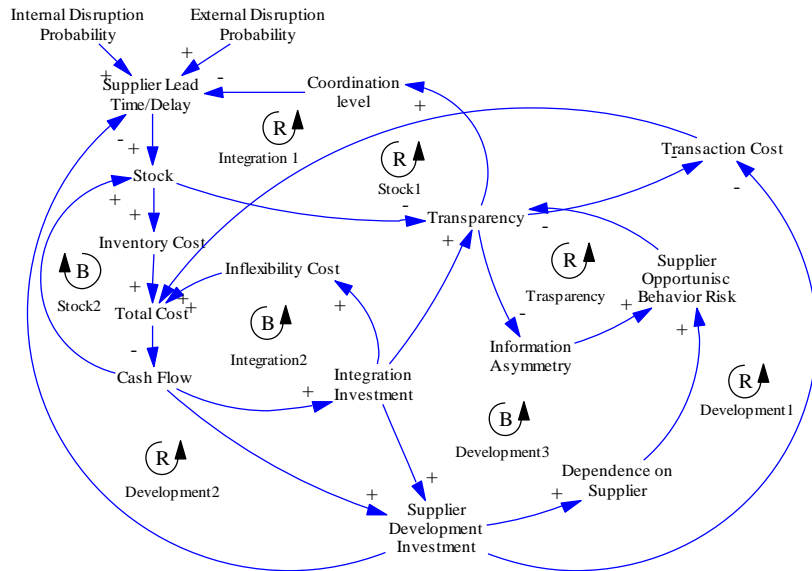 Internal Disruption
Probability
External Disruption
Probability
+
+
Supplier Lead
Time/Delay
-
Coordination
level
+
R
Integration 1
-
+
R
Stock1
Transaction Cost
-
-
Stock
+
+
-
Transparency
+
-
Inventory Cost
+
B
Stock2
Inflexibility Cost
+
+
+
Total Cost
-
R
Trasparency
Supplier
Opportunisc
Behavior Risk
+
+
B
Integration2
-
Information
Asymmetry
Cash Flow
+
Integration
Investment
R
Development1
B
Development3
R
Development2
+
+
Supplier
Development
Investment
+
Dependence on
Supplier